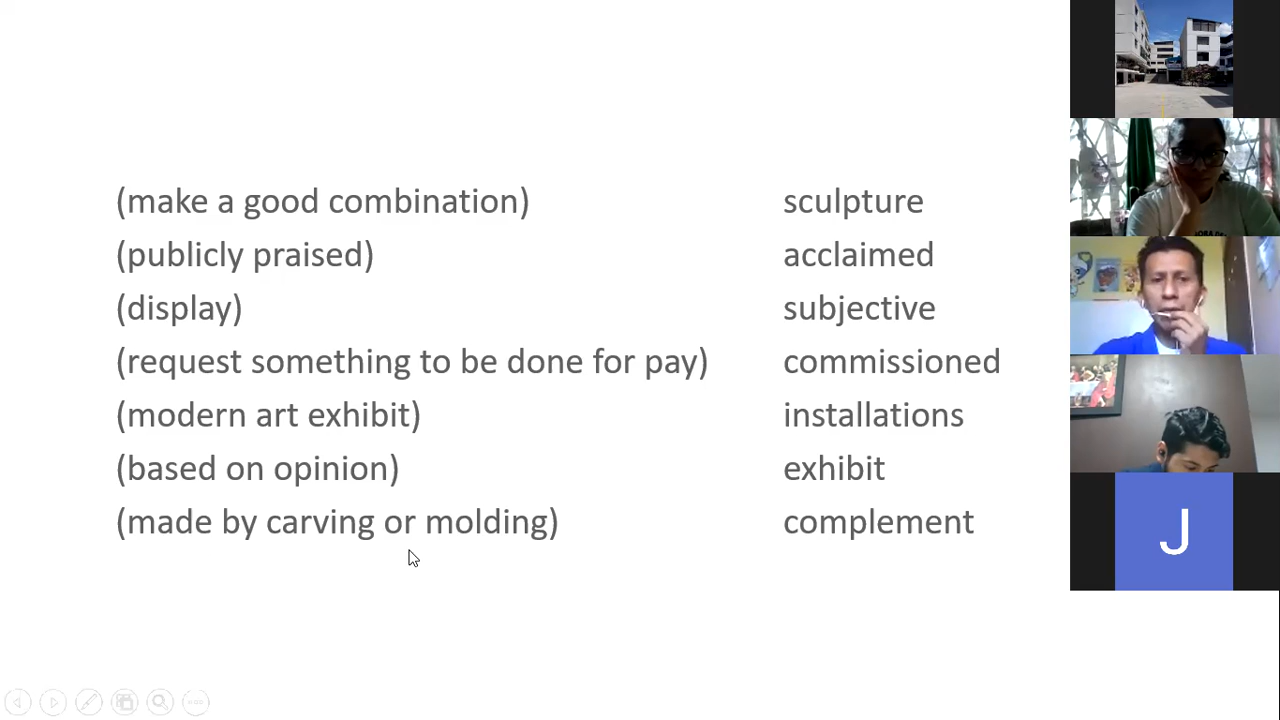 (make a good combination) sculpture
(publicly praised) acclaimed
(display) subjective
(request something to be done for pay) commissioned
(modern art exhibit) installations
(based on opinion) exhibit
(made by carving or molding) complement
J